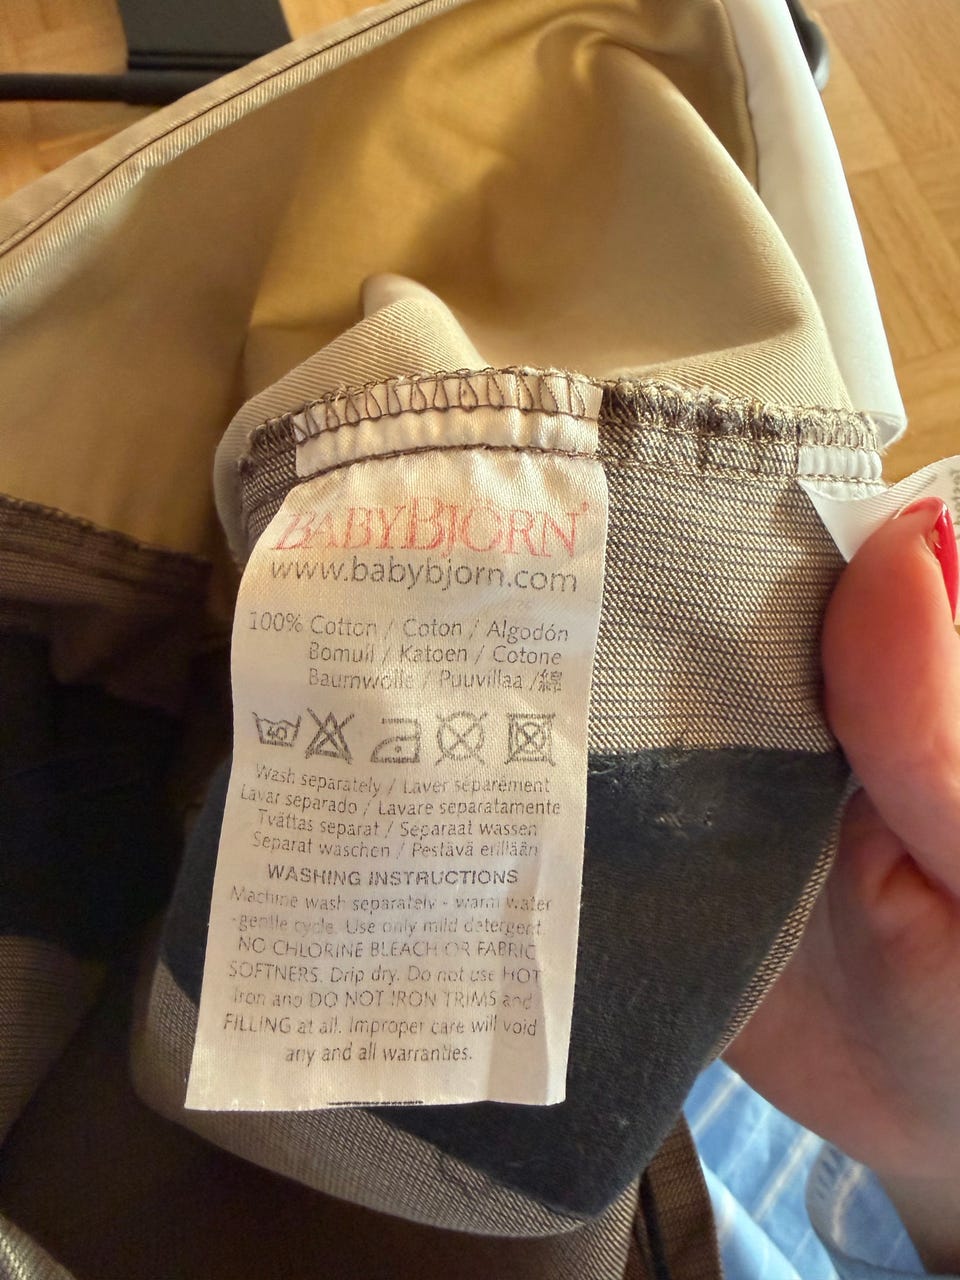 BABYBJÖRN®
www.babybjorn.com
100% Cotton / Coton / Algodón
Bomull / Katoen / Cotone
Baumwolle / Puuvillaa /綿
40
Wash separately / Laver séparément
Lavar separado / Lavare separatamente
Tvättas separat / Separaat wassen
Separat waschen / Pestävä erillään
WASHING INSTRUCTIONS
Machine wash separately - warm water
-gentle cycle. Use only mild detergent.
NO CHLORINE BLEACH OR FABRIC
SOFTNERS. Drip dry. Do not use HOT
Iron and DO NOT IRON TRIMS and
FILLING at all. Improper care will void
any and all warranties.